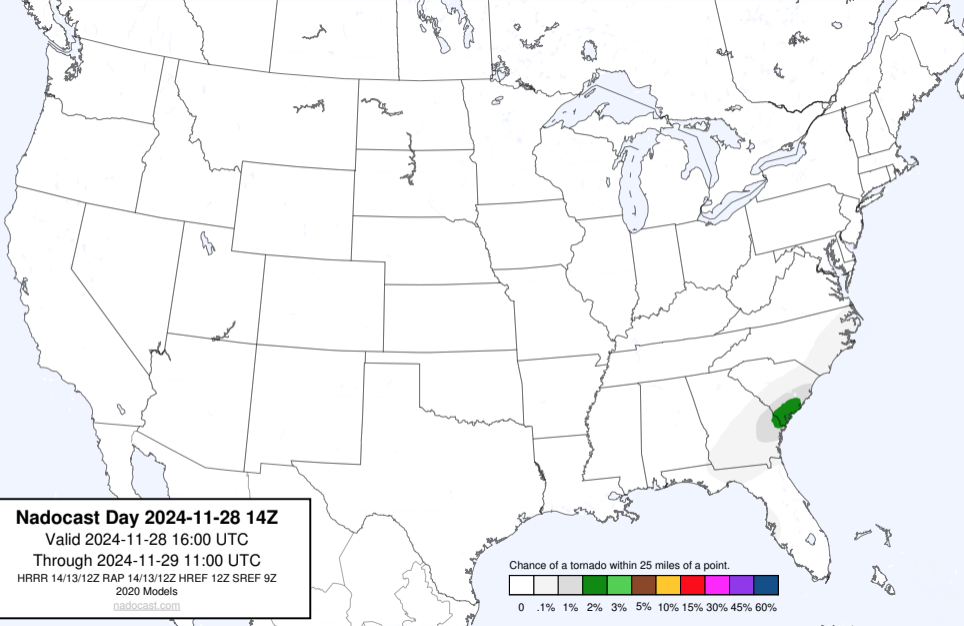 Nadocast Day 2024-11-28 14Z
Valid 2024-11-28 16:00 UTC
Through 2024-11-29 11:00 UTC
HRRR 14/13/12Z RAP 14/13/12Z HREF 12Z SREF 9Z
2020 Models
nadocast.com
Chance of a tornado within 25 miles of a point.
0 .1% 1% 2% 3% 5% 10% 15% 30% 45% 60%